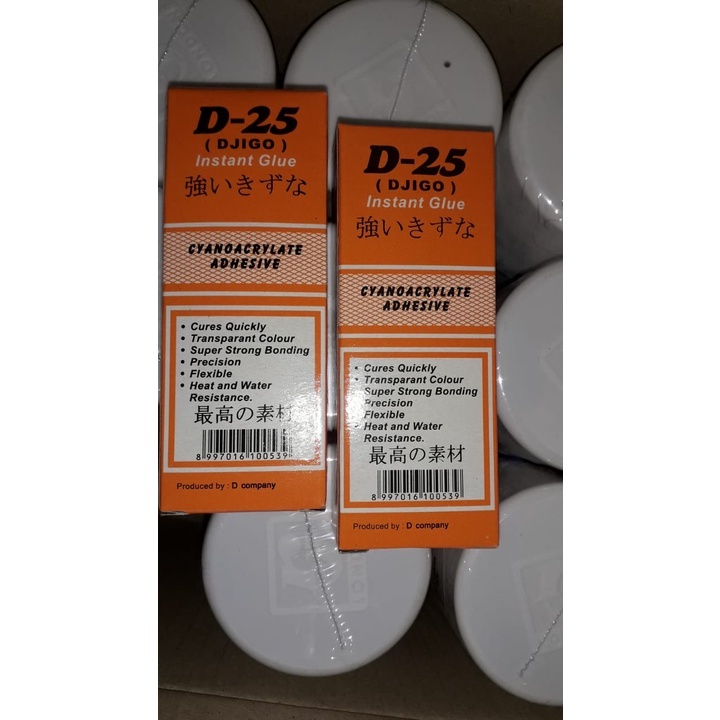 D-25
( DJIGO )
Instant Glue
強いきずな
CYANOACRYLATE
ADHESIVE
• Cures Quickly
• Transparant Colour
• Super Strong Bonding
• Precision
• Flexible
• Heat and Water
Resistance.
最高の素材
8 997016 100539
Produced by : D company
D-25
( DJIGO )
Instant Glue
強いきずな
CYANOACRYLATE
ADHESIVE
• Cures Quickly
• Transparant Colour
Super Strong Bonding
Precision
Flexible
• Heat and Water
Resistance.
最高の素材
8 997016 100539
Produced by : D company